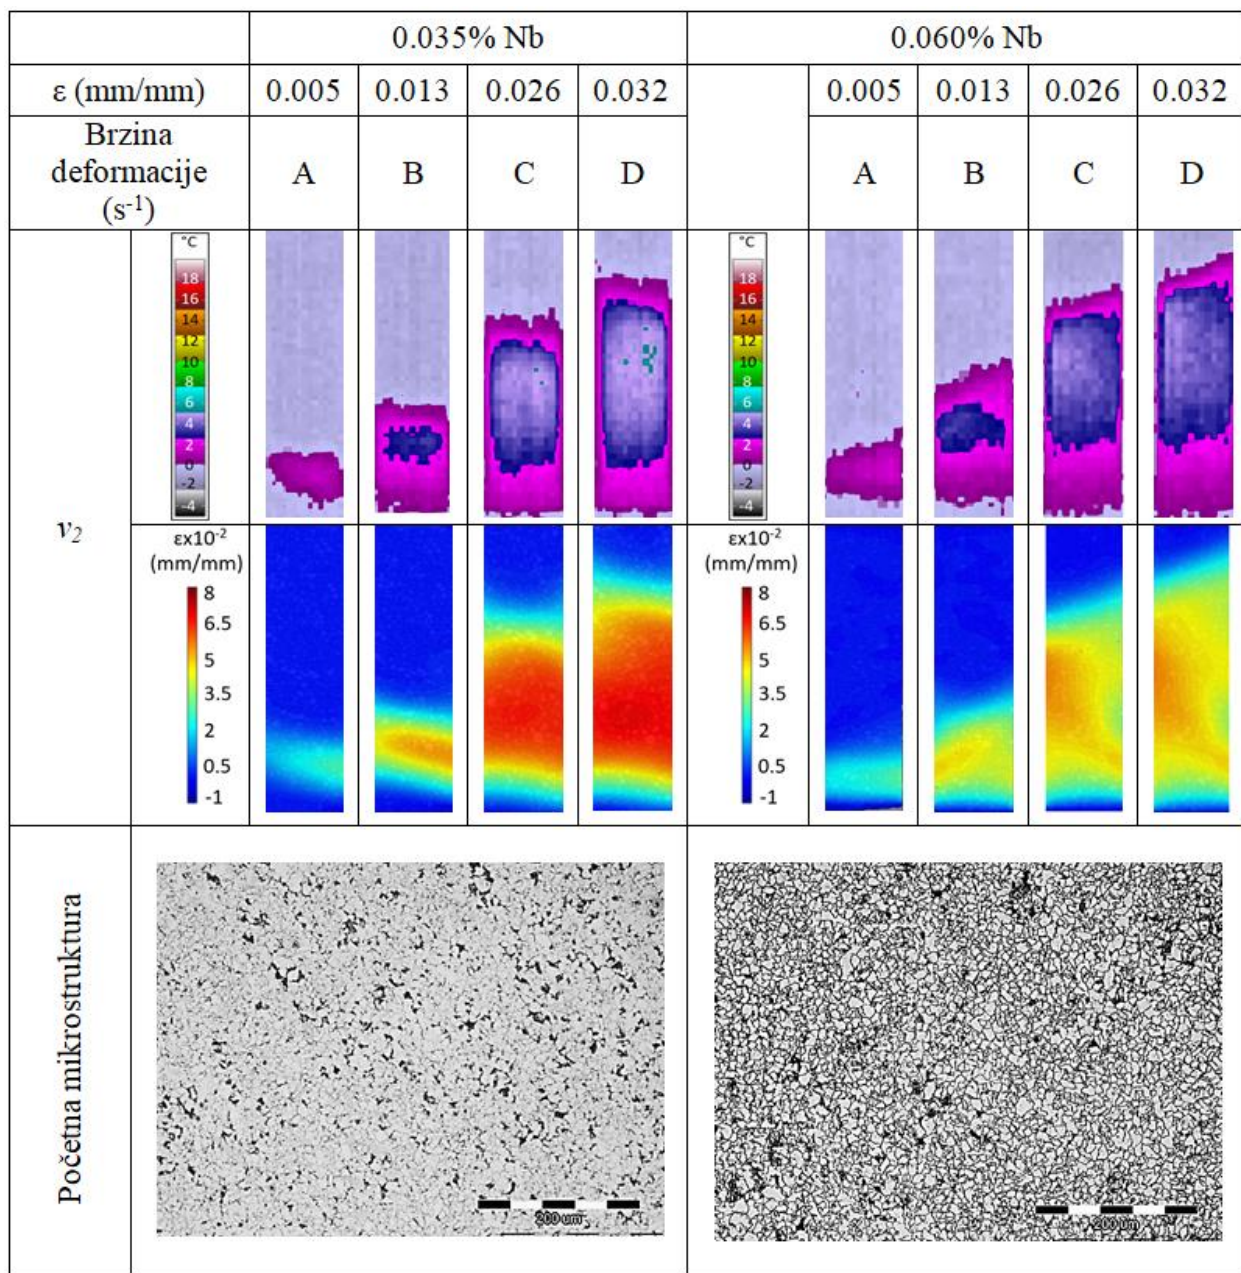 0.035% Nb 0.060% Nb
ε (mm/mm) 0.005 0.013 0.026 0.032 0.005 0.013 0.026 0.032
Brzina
deformacije
(s⁻¹)
A B C D A B C D
v₂
°C
18
16
14
12
10
8
6
4
2
0
-2
-4
°C
18
16
14
12
10
8
6
4
2
0
-2
-4
εx10⁻²
(mm/mm)
8
6.5
5
3.5
2
0.5
-1
εx10⁻²
(mm/mm)
8
6.5
5
3.5
2
0.5
-1
Početna mikrostruktura
200 um
200 um